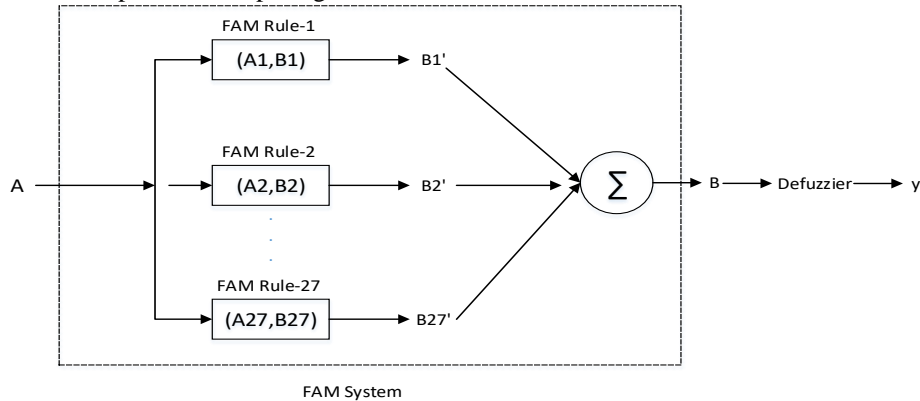 FAM Rule-1
(A1,B1)
B1'
FAM Rule-2
A
(A2,B2)
B2'
Σ
B
Defuzzier
y
FAM Rule-27
(A27,B27)
B27'
FAM System